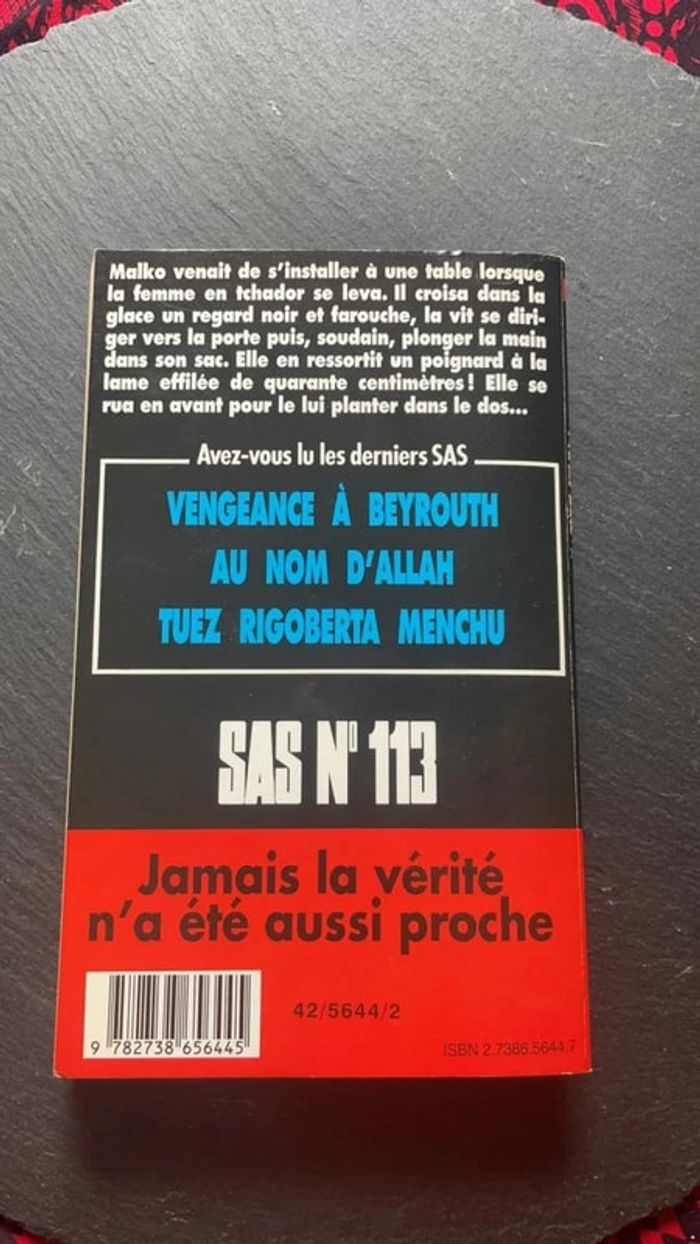 Malko venait de s'installer à une table lorsque
la femme en tchador se leva. Il croisa dans la
glace un regard noir et farouche, la vit se diri-
ger vers la porte puis, soudain, plonger la main
dans son sac. Elle en ressortit un poignard à la
lame effilée de quarante centimètres ! Elle se
rua en avant pour le lui planter dans le dos...
Avez-vous lu les derniers SAS
VENGEANCE À BEYROUTH
AU NOM D'ALLAH
TUEZ RIGOBERTA MENCHU
SAS No 113
Jamais la vérité
n'a été aussi proche
42/5644/2
9 782738 656445
ISBN 2.7386.5644.7